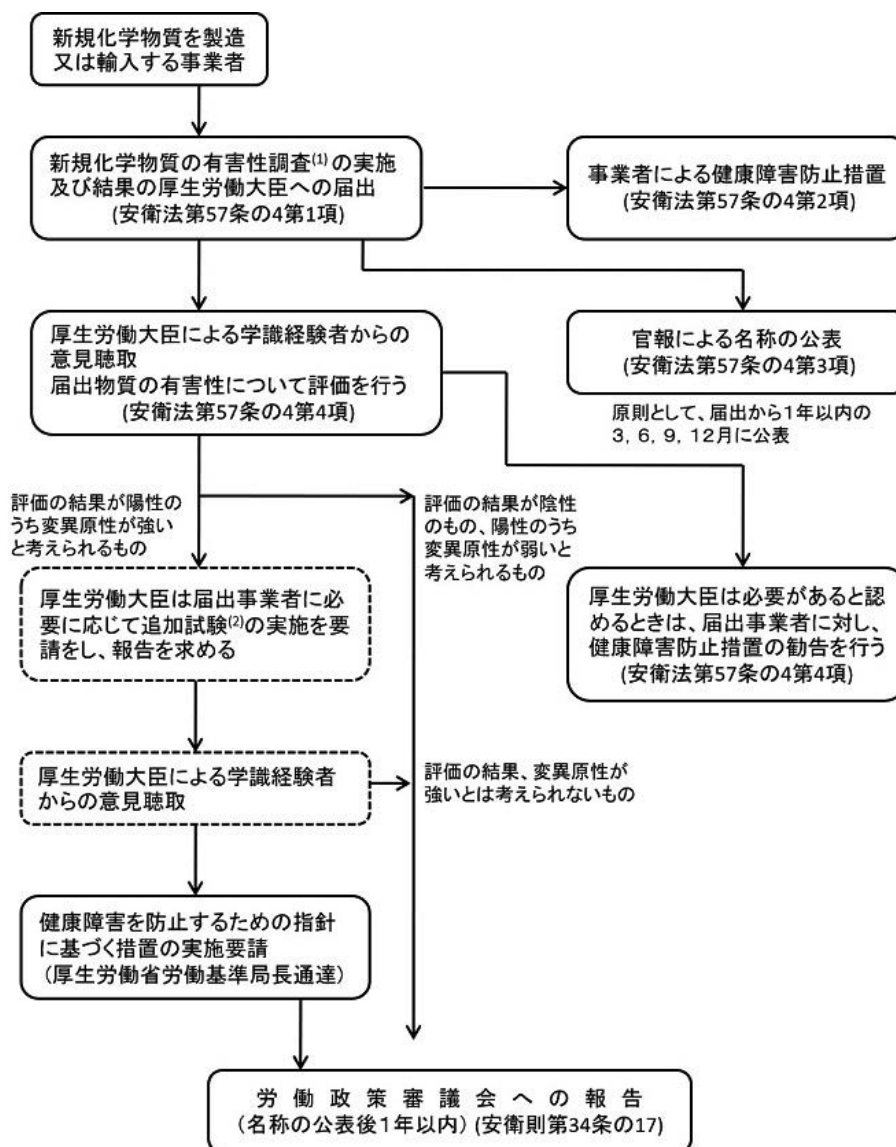 新規化学物質を製造
又は輸入する事業者
新規化学物質の有害性調査(1)の実施
及び結果の厚生労働大臣への届出
(安衛法第57条の4第1項)
事業者による健康障害防止措置
(安衛法第57条の4第2項)
厚生労働大臣による学識経験者からの
意見聴取
届出物質の有害性について評価を行う
(安衛法第57条の4第4項)
官報による名称の公表
(安衛法第57条の4第3項)
原則として、届出から1年以内の
3, 6, 9, 12月に公表
評価の結果が陽性の
うち変異原性が強い
と考えられるもの
評価の結果が陰性
のもの、陽性のうち
変異原性が弱いと
考えられるもの
厚生労働大臣は届出事業者に必
要に応じて追加試験(2)の実施を要
請をし、報告を求める
厚生労働大臣は必要があると認
めるときは、届出事業者に対し、
健康障害防止措置の勧告を行う
(安衛法第57条の4第4項)
厚生労働大臣による学識経験者
からの意見聴取
評価の結果、変異原性が
強いとは考えられないもの
健康障害を防止するための指針
に基づく措置の実施要請
(厚生労働省労働基準局長通達)
労働政策審議会への報告
(名称の公表後1年以内) (安衛則第34条の17)